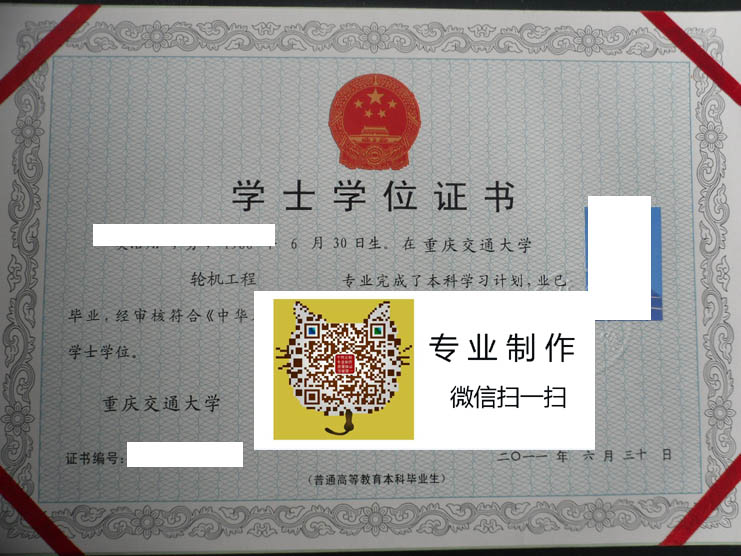 学士学位证书
6 月 30 日生。在 重庆交通大学
轮机工程 专业完成了本科学习计划,业已
毕业,经审核符合《中华
学士学位。
专业制作
微信扫一扫
重庆交通大学
证书编号:
二〇一一 年 六 月 三十 日
(普通高等教育本科毕业生)